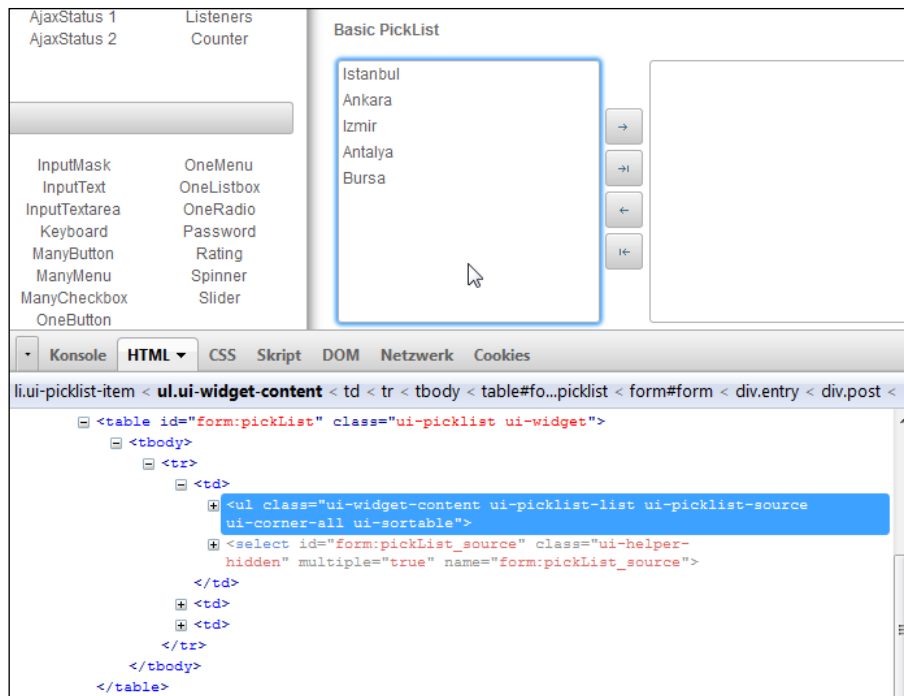 AjaxStatus 1 Listeners
AjaxStatus 2 Counter
InputMask OneMenu
InputText OneListbox
InputTextarea OneRadio
Keyboard Password
ManyButton Rating
ManyMenu Spinner
ManyCheckbox Slider
OneButton
Basic PickList
Istanbul
Ankara
Izmir
Antalya
Bursa
Konsole HTML CSS Skript DOM Netzwerk Cookies
li.ui-picklist-item < ul.ui-widget-content < td < tr < tbody < table#fo...picklist < form#form < div.entry < div.post <
<table id="form:pickList" class="ui-picklist ui-widget">
<tbody>
<tr>
<td>
<ul class="ui-widget-content ui-picklist-list ui-picklist-source
ui-corner-all ui-sortable">
<select id="form:pickList_source" class="ui-helper-
hidden" multiple="true" name="form:pickList_source">
</td>
<td>
<td>
</tr>
</tbody>
</table>